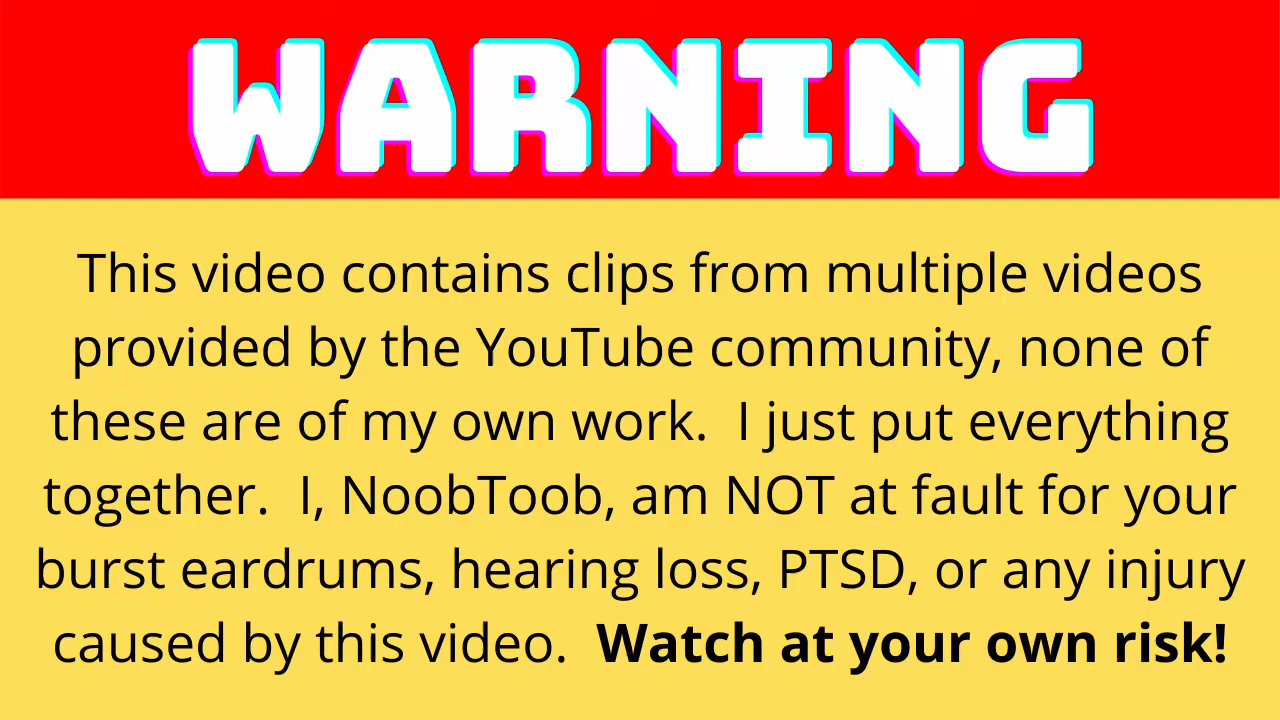 WARNING
This video contains clips from multiple videos
provided by the YouTube community, none of
these are of my own work.  I just put everything
together.  I, NoobToob, am NOT at fault for your
burst eardrums, hearing loss, PTSD, or any injury
caused by this video.  Watch at your own risk!